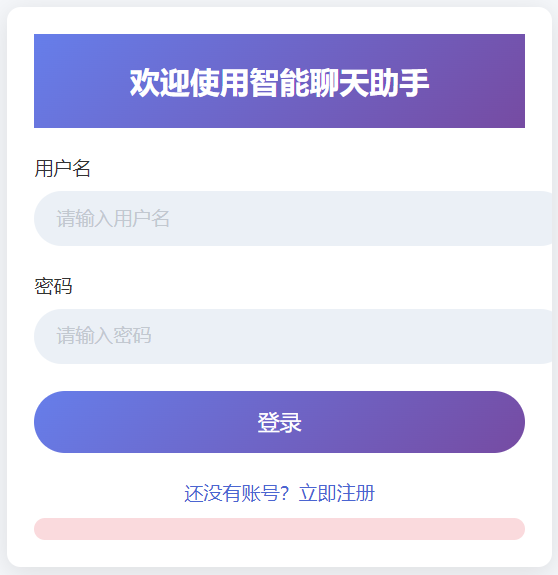 欢迎使用智能聊天助手
用户名
请输入用户名
密码
请输入密码
登录
还没有账号？立即注册